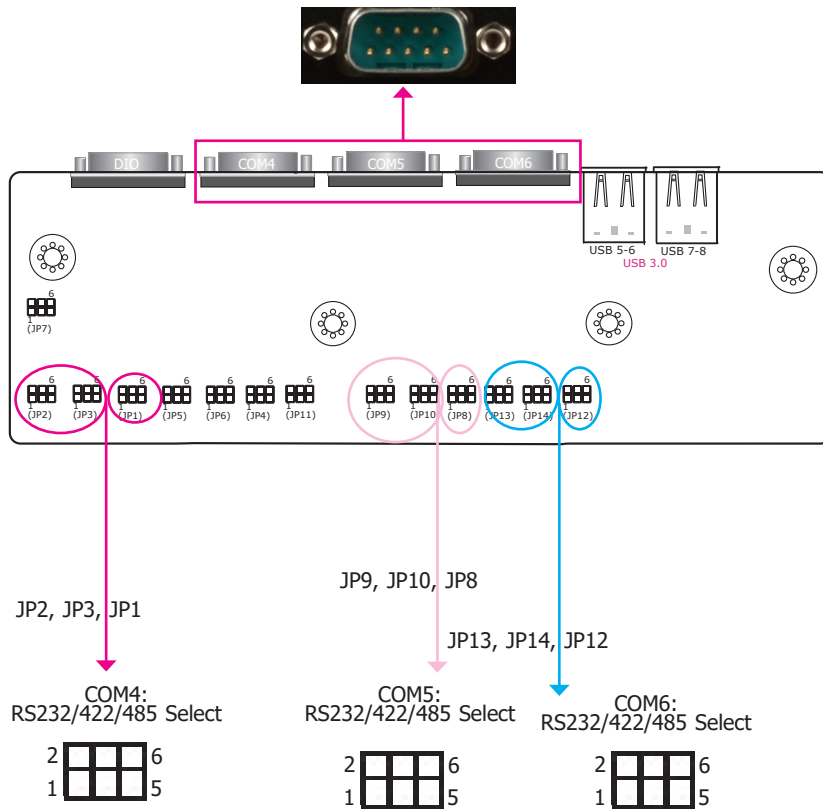 DIO COM4 COM5 COM6
USB 5-6 USB 7-8
USB 3.0
6
1
(JP7)
6 6 6 6 6 6 6 6 6 6 6 6 6
1 1 1 1 1 1 1 1 1 1 1 1 1
(JP2) (JP3) (JP1) (JP5) (JP6) (JP4) (JP11) (JP9) (JP10) (JP8) (JP13) (JP14) (JP12)
JP9, JP10, JP8
JP2, JP3, JP1
JP13, JP14, JP12
COM4:
RS232/422/485 Select
2 6
1 5
COM5:
RS232/422/485 Select
2 6
1 5
COM6:
RS232/422/485 Select
2 6
1 5